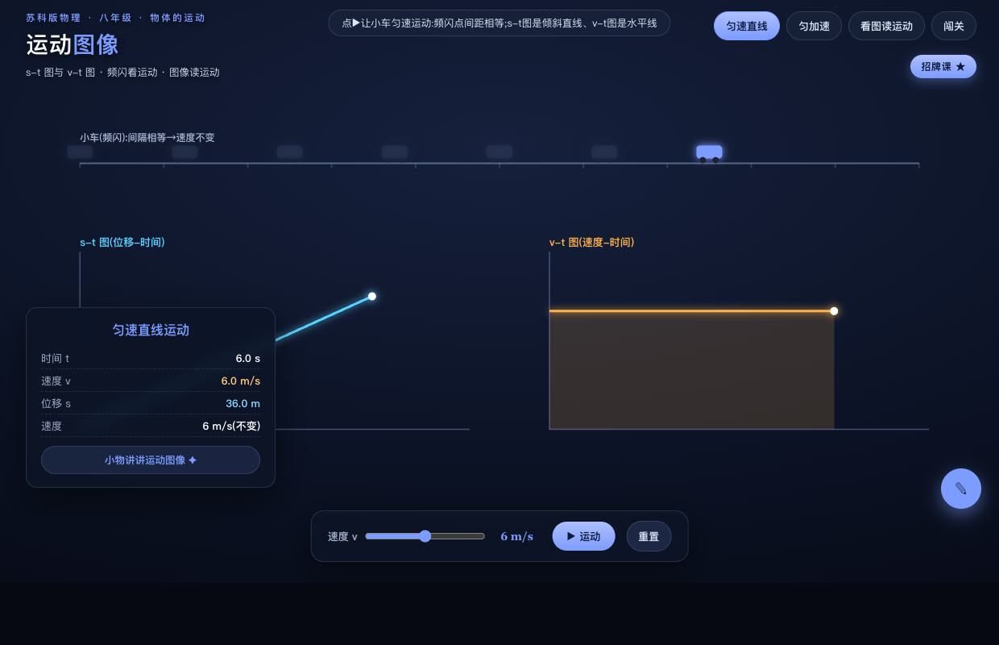 苏科版物理 · 八年级 · 物体的运动
运动图像
s-t 图与 v-t 图 · 频闪看运动 · 图像读运动
点▶让小车匀速运动:频闪点间距相等;s-t图是倾斜直线、v-t图是水平线
匀速直线
匀加速
看图读运动
闯关
招牌课 ★
小车(频闪):间隔相等→速度不变
s-t 图(位移-时间)
v-t 图(速度-时间)
匀速直线运动
时间 t 6.0 s
速度 v 6.0 m/s
位移 s 36.0 m
速度 6 m/s(不变)
小物讲讲运动图像 ✦
速度 v 6 m/s ▶ 运动 重置